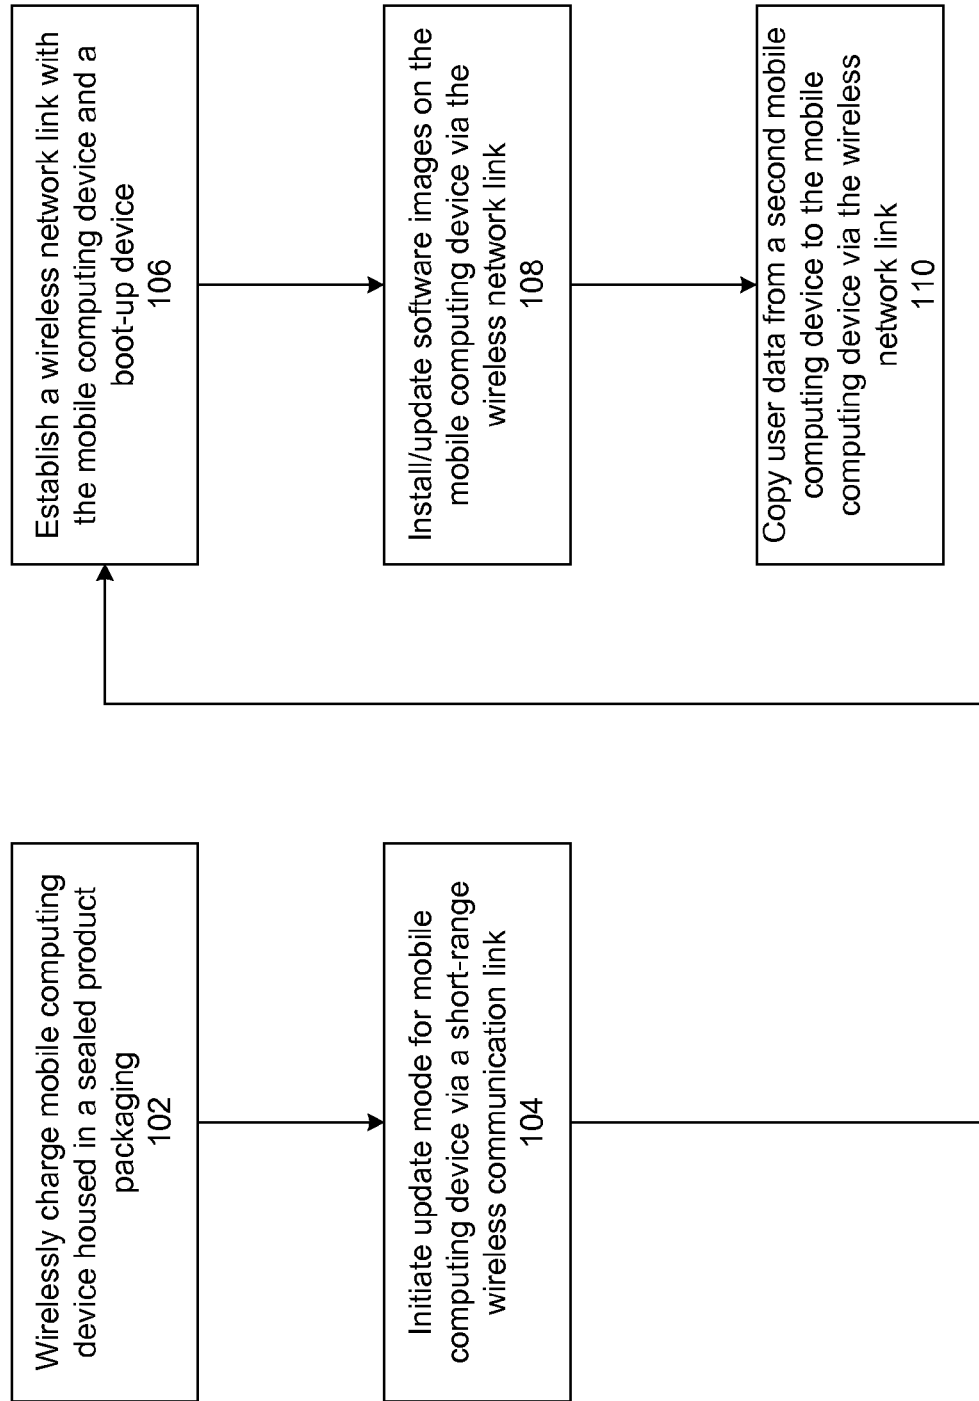 Wirelessly charge mobile computing
device housed in a sealed product
packaging
102
Initiate update mode for mobile
computing device via a short-range
wireless communication link
104
Establish a wireless network link with
the mobile computing device and a
boot-up device
106
Install/update software images on the
mobile computing device via the
wireless network link
108
Copy user data from a second mobile
computing device to the mobile
computing device via the wireless
network link
110